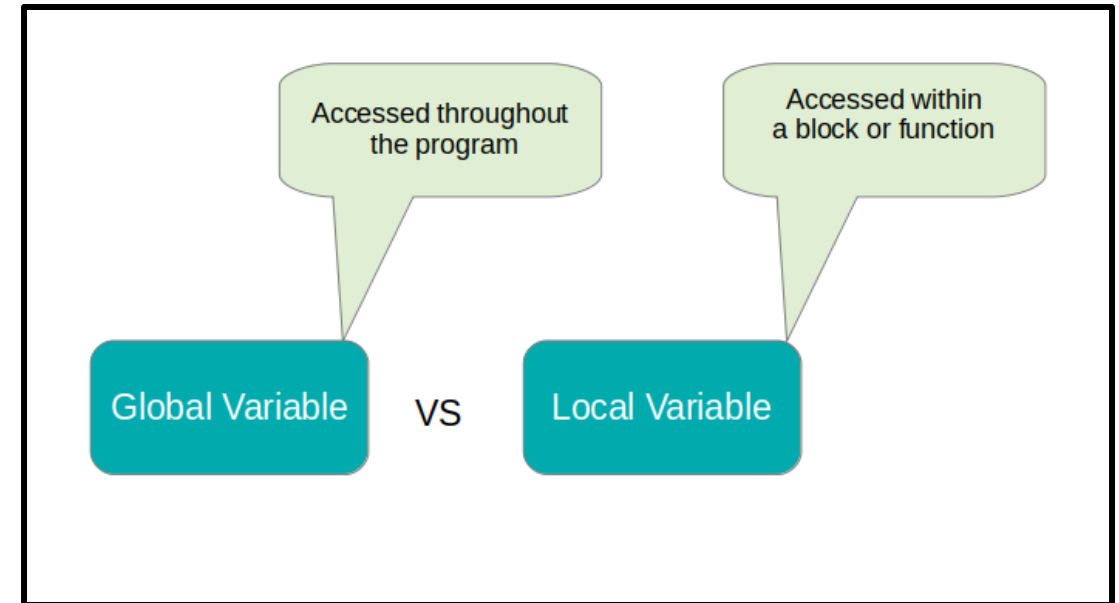 Accessed throughout
the program
Accessed within
a block or function
Global Variable
VS
Local Variable